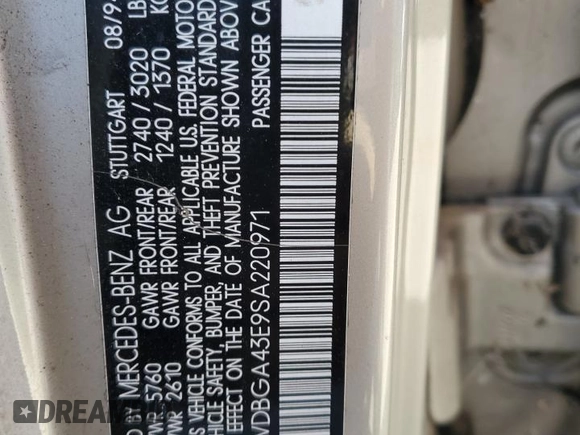 D BY MERCEDES-BENZ AG STUTTGART 08/9
GAWR FRONT/REAR 2740 / 3020 LB
5760 GAWR FRONT/REAR 1240 / 1370 KG
WR 2610
S VEHICLE CONFORMS TO ALL APPLICABLE U.S. FEDERAL MOTO
HICLE SAFETY, BUMPER, AND THEFT PREVENTION STANDARD
EFFECT ON THE DATE OF MANUFACTURE SHOWN ABOVE
WDBGA43E9SA220971 PASSENGER CA
DREAMBID.COM